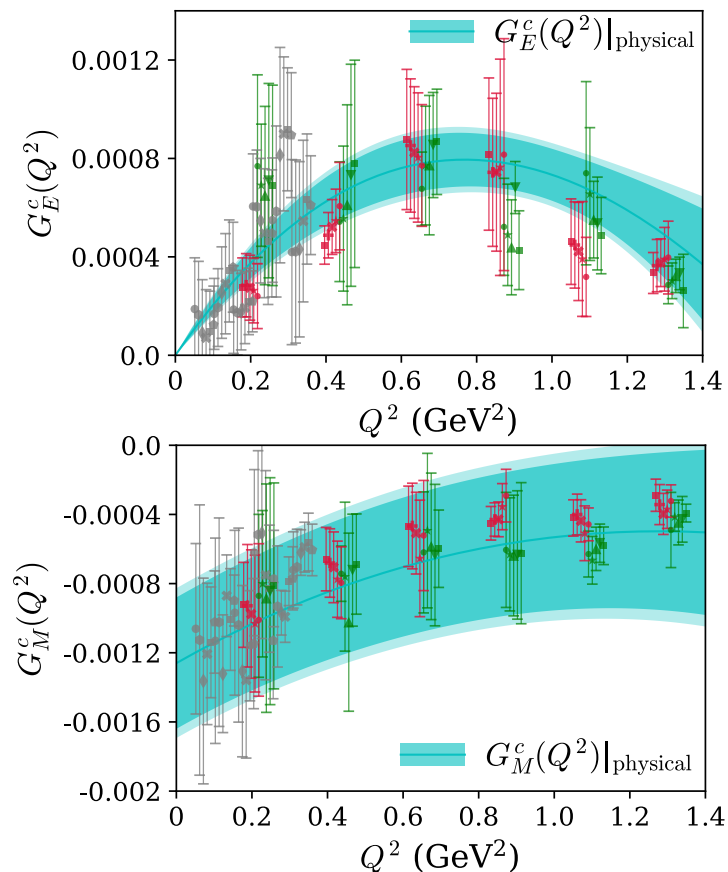 0.0012
0.0008
0.0004
0.0
G_E^c(Q^2)
G_E^c(Q^2)|_physical
0 0.2 0.4 0.6 0.8 1.0 1.2 1.4
Q^2 (GeV^2)
0.0
-0.0004
-0.0008
-0.0012
-0.0016
-0.002
G_M^c(Q^2)
G_M^c(Q^2)|_physical
0 0.2 0.4 0.6 0.8 1.0 1.2 1.4
Q^2 (GeV^2)